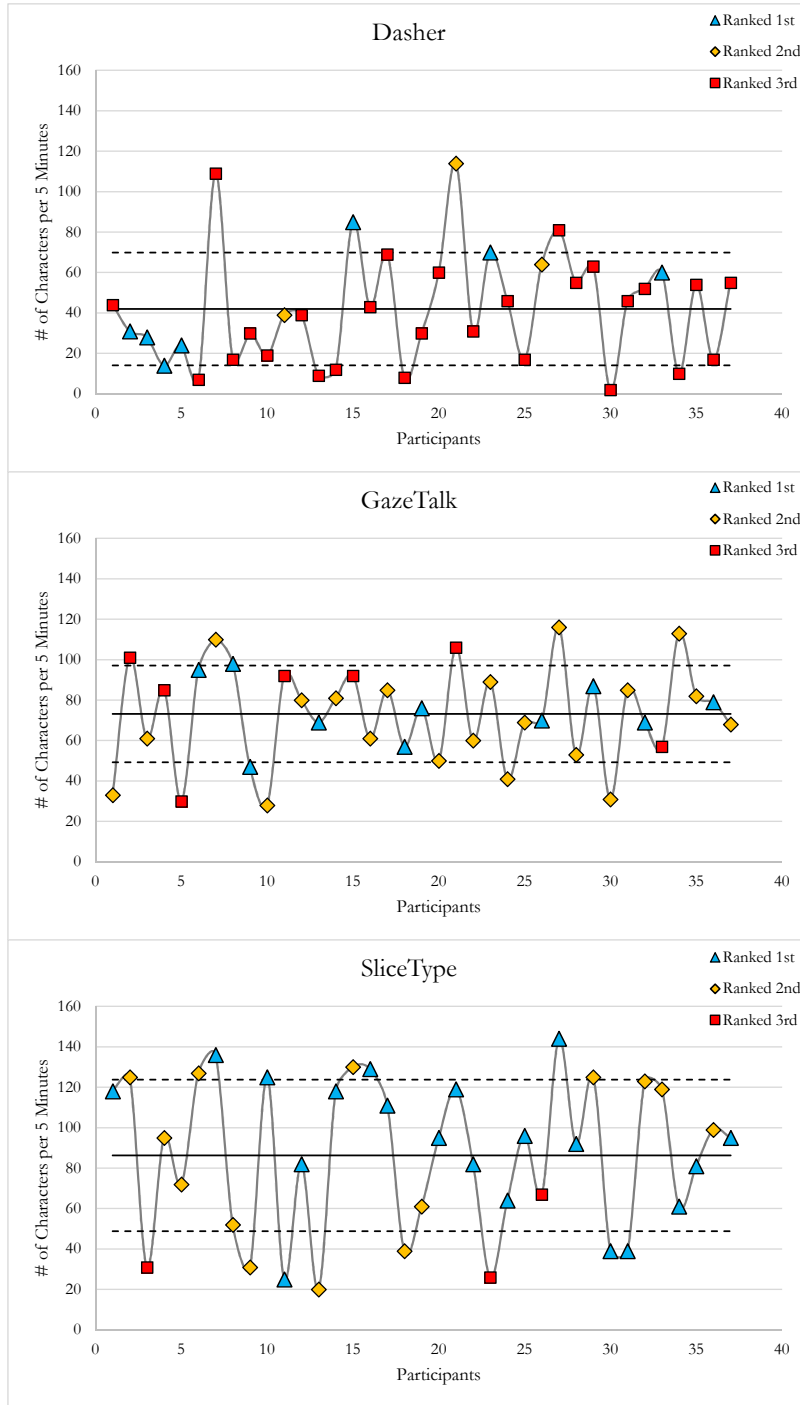 Dasher
Ranked 1st
Ranked 2nd
Ranked 3rd
# of Characters per 5 Minutes
160
140
120
100
80
60
40
20
0
0 5 10 15 20 25 30 35 40
Participants
GazeTalk
Ranked 1st
Ranked 2nd
Ranked 3rd
# of Characters per 5 Minutes
160
140
120
100
80
60
40
20
0
0 5 10 15 20 25 30 35 40
Participants
SliceType
Ranked 1st
Ranked 2nd
Ranked 3rd
# of Characters per 5 Minutes
160
140
120
100
80
60
40
20
0
0 5 10 15 20 25 30 35 40
Participants